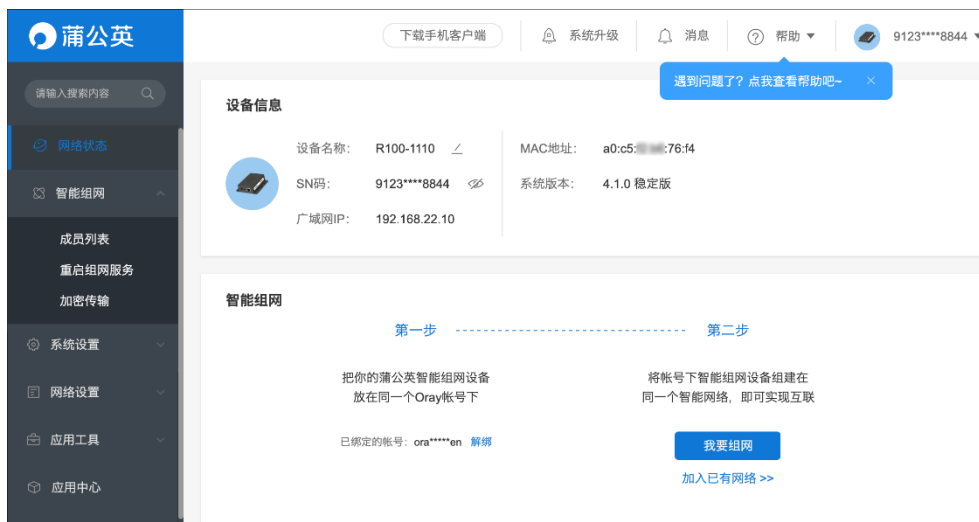 蒲公英
下载手机客户端
系统升级
消息
帮助
9123****8844
遇到问题了?点我查看帮助吧~
请输入搜索内容
网络状态
智能组网
成员列表
重启组网服务
加密传输
系统设置
网络设置
应用工具
应用中心
设备信息
设备名称: R100-1110
MAC地址: a0:c5: :76:f4
SN码: 9123****8844
系统版本: 4.1.0 稳定版
广域网IP: 192.168.22.10
智能组网
第一步
第二步
把你的蒲公英智能组网设备
放在同一个Oray帐号下
已绑定的帐号: ora*****en 解绑
将帐号下智能组网设备组建在
同一个智能网络,即可实现互联
我要组网
加入已有网络 >>